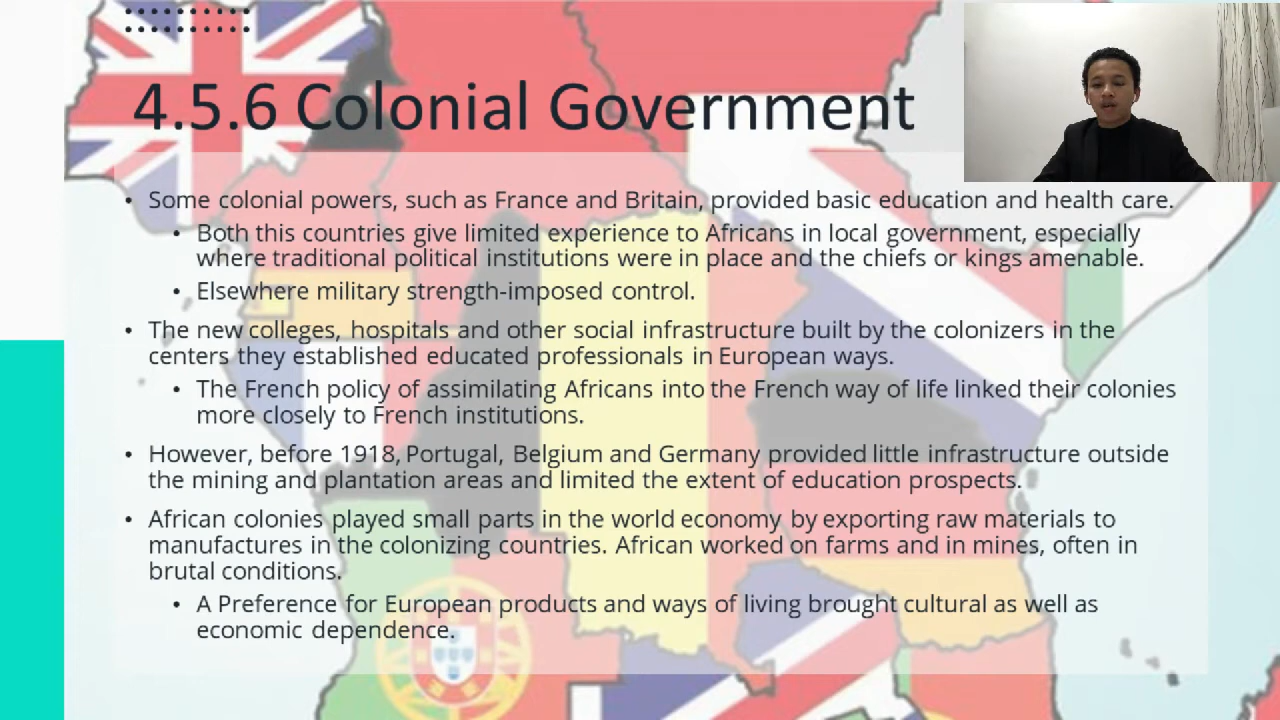 4.5.6 Colonial Government
• Some colonial powers, such as France and Britain, provided basic education and health care.
• Both this countries give limited experience to Africans in local government, especially
where traditional political institutions were in place and the chiefs or kings amenable.
• Elsewhere military strength-imposed control.
• The new colleges, hospitals and other social infrastructure built by the colonizers in the
centers they established educated professionals in European ways.
• The French policy of assimilating Africans into the French way of life linked their colonies
more closely to French institutions.
• However, before 1918, Portugal, Belgium and Germany provided little infrastructure outside
the mining and plantation areas and limited the extent of education prospects.
• African colonies played small parts in the world economy by exporting raw materials to
manufactures in the colonizing countries. African worked on farms and in mines, often in
brutal conditions.
• A Preference for European products and ways of living brought cultural as well as
economic dependence.